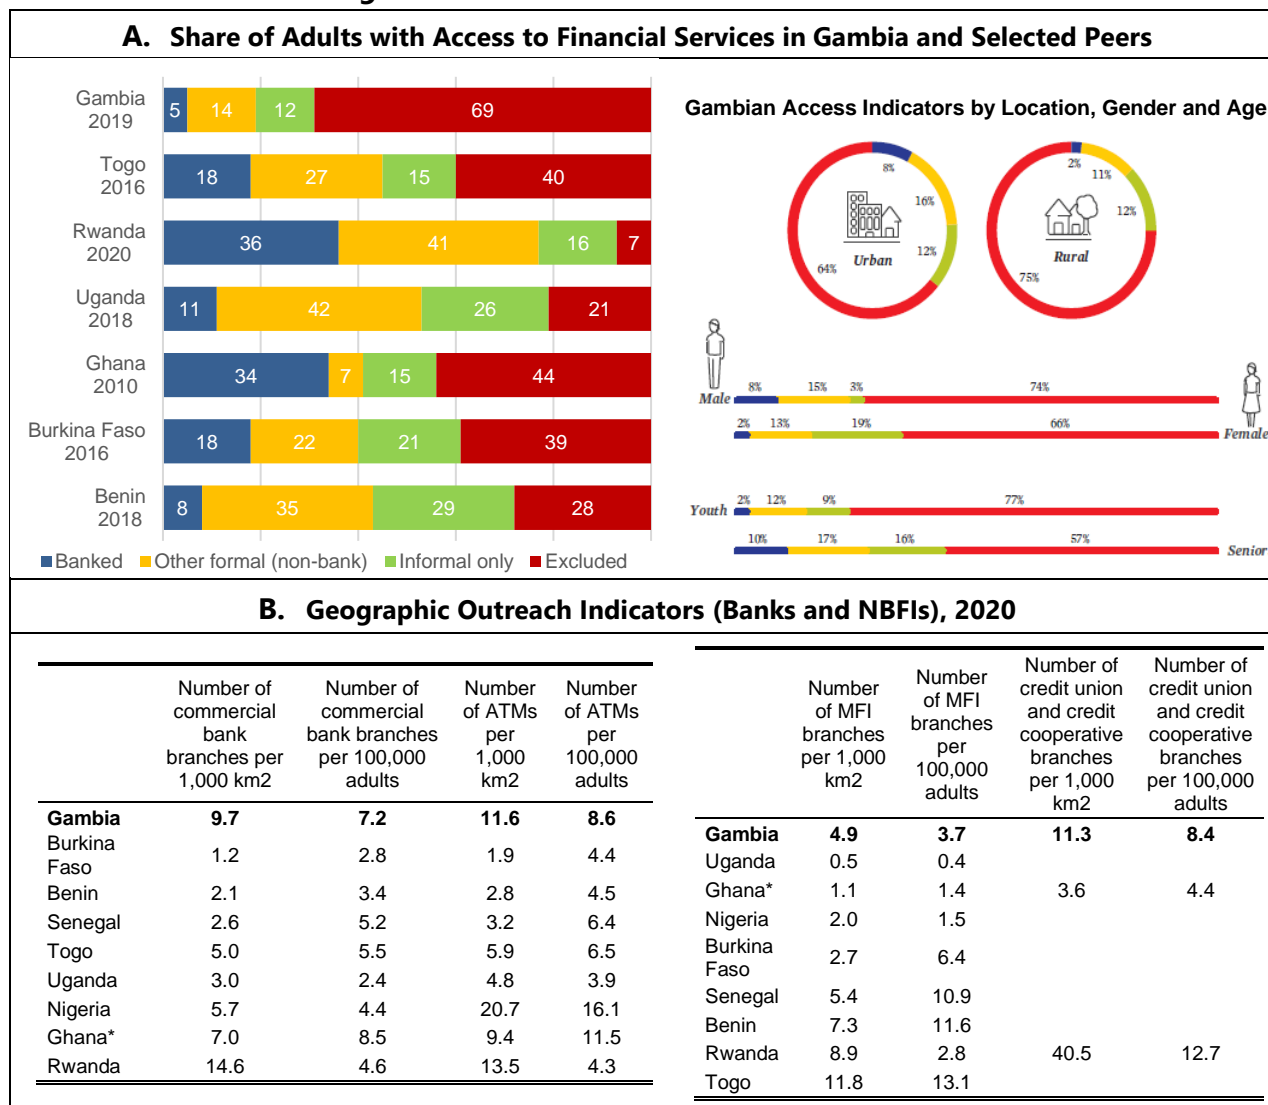 A. Share of Adults with Access to Financial Services in Gambia and Selected Peers
Gambia
2019
5 14 12 69
Togo
2016
18 27 15 40
Rwanda
2020
36 41 16 7
Uganda
2018
11 42 26 21
Ghana
2010
34 7 15 44
Burkina Faso
2016
18 22 21 39
Benin
2018
8 35 29 28
Banked Other formal (non-bank) Informal only Excluded
Gambian Access Indicators by Location, Gender and Age
8%
16%
12%
64%
Urban
2%
11%
12%
75%
Rural
Male
8% 15% 3% 74%
2% 13% 19% 66%
Female
Youth
2% 12% 9% 77%
10% 17% 16% 57%
Senior
B. Geographic Outreach Indicators (Banks and NBFIs), 2020
Number of
commercial
bank
branches per
1,000 km2
Number of
commercial
bank branches
per 100,000
adults
Number
of ATMs
per
1,000
km2
Number
of ATMs
per
100,000
adults
Gambia 9.7 7.2 11.6 8.6
Burkina
Faso
1.2 2.8 1.9 4.4
Benin 2.1 3.4 2.8 4.5
Senegal 2.6 5.2 3.2 6.4
Togo 5.0 5.5 5.9 6.5
Uganda 3.0 2.4 4.8 3.9
Nigeria 5.7 4.4 20.7 16.1
Ghana* 7.0 8.5 9.4 11.5
Rwanda 14.6 4.6 13.5 4.3
Number
of MFI
branches
per 1,000
km2
Number
of MFI
branches
per
100,000
adults
Number of
credit union
and credit
cooperative
branches
per 1,000
km2
Number of
credit union
and credit
cooperative
branches
per 100,000
adults
Gambia 4.9 3.7 11.3 8.4
Uganda 0.5 0.4
Ghana* 1.1 1.4 3.6 4.4
Nigeria 2.0 1.5
Burkina
Faso
2.7 6.4
Senegal 5.4 10.9
Benin 7.3 11.6
Rwanda 8.9 2.8 40.5 12.7
Togo 11.8 13.1